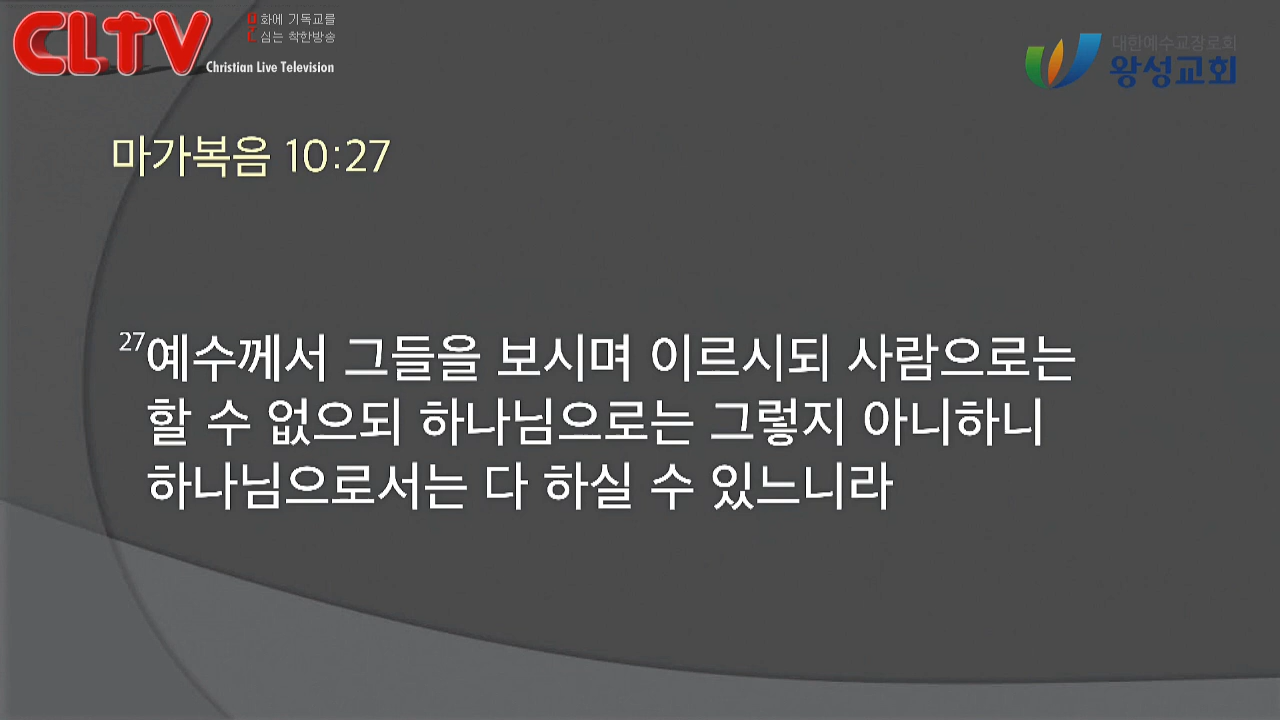 CLTV
화에 기독교를
심는 착한방송
Christian Live Television
대한예수교장로회
왕성교회
마가복음 10:27
27예수께서 그들을 보시며 이르시되 사람으로는
할 수 없으되 하나님으로는 그렇지 아니하니
하나님으로서는 다 하실 수 있느니라